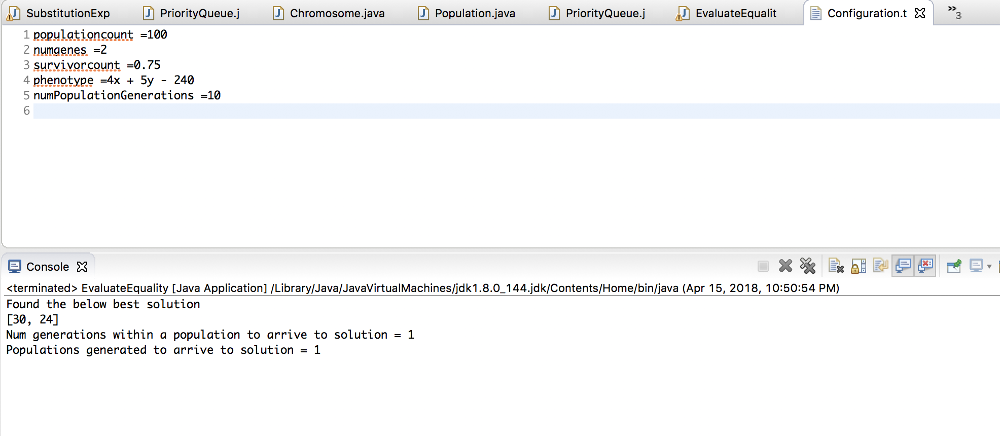 SubstitutionExp PriorityQueue.j Chromosome.java Population.java PriorityQueue.j EvaluateEqualit Configuration.t »3
1 populationcount =100
2 numgenes =2
3 survivorcount =0.75
4 phenotype =4x + 5y - 240
5 numPopulationGenerations =10
6
Console
<terminated> EvaluateEquality [Java Application] /Library/Java/JavaVirtualMachines/jdk1.8.0_144.jdk/Contents/Home/bin/java (Apr 15, 2018, 10:50:54 PM)
Found the below best solution
[30, 24]
Num generations within a population to arrive to solution = 1
Populations generated to arrive to solution = 1